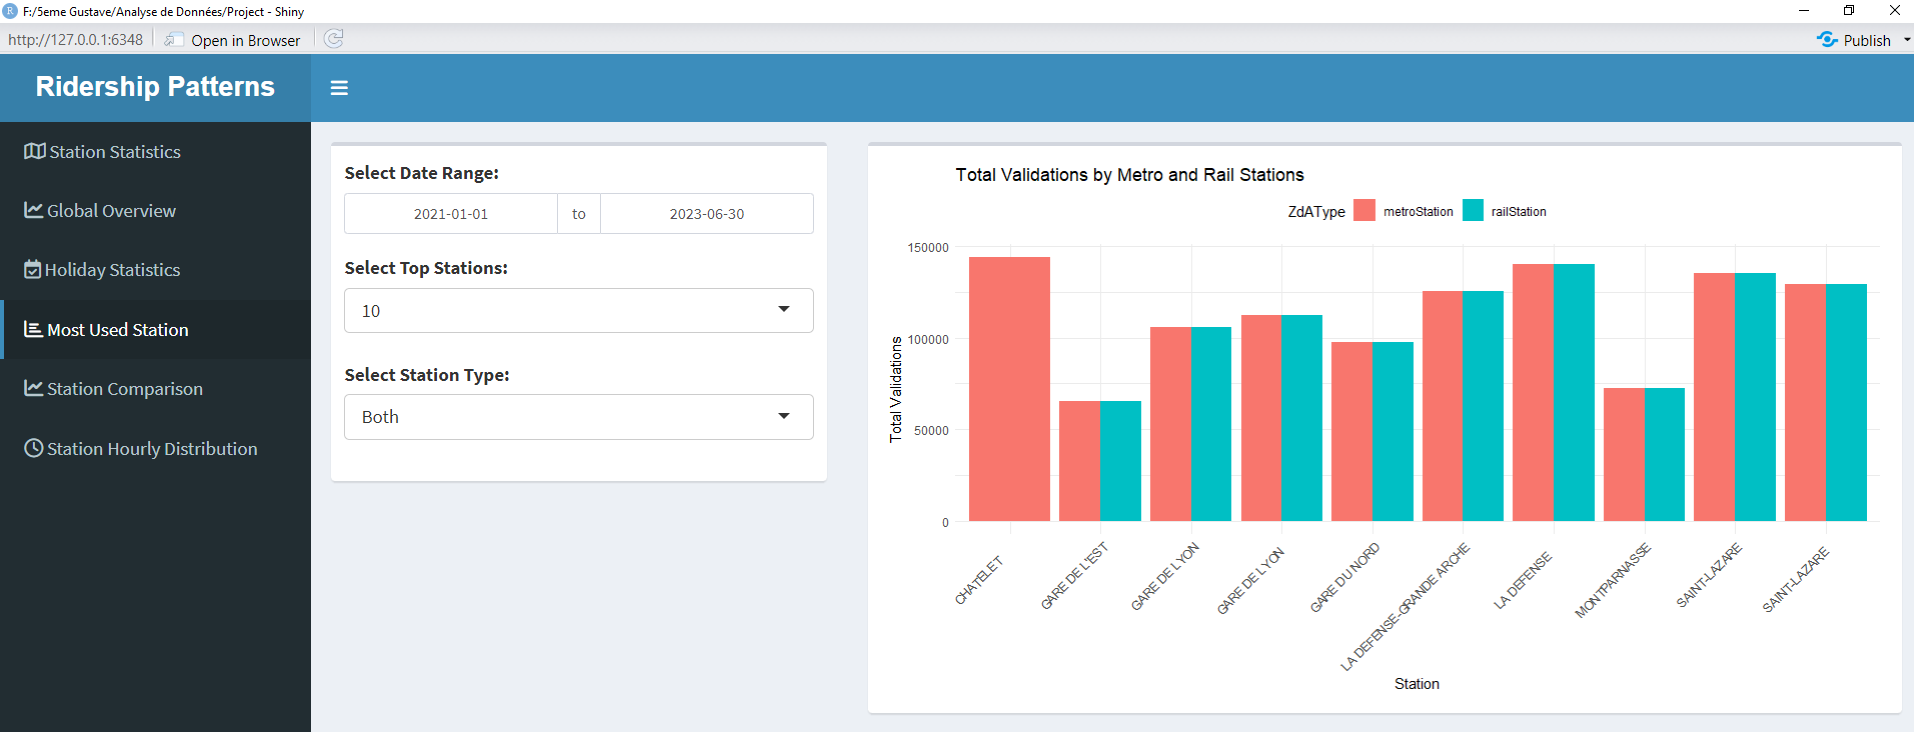 F:/5eme Gustave/Analyse de Données/Project - Shiny
http://127.0.0.1:6348
Open in Browser
Publish
Ridership Patterns
Station Statistics
Global Overview
Holiday Statistics
Most Used Station
Station Comparison
Station Hourly Distribution
Select Date Range:
2021-01-01 to 2023-06-30
Select Top Stations:
10
Select Station Type:
Both
Total Validations by Metro and Rail Stations
ZdAType metroStation railStation
150000
100000
50000
0
Total Validations
CHATELET
GARE DE L'EST
GARE DE LYON
GARE DE LYON
GARE DU NORD
LA DEFENSE-GRANDE ARCHE
LA DEFENSE
MONTPARNASSE
SAINT-LAZARE
SAINT-LAZARE
Station